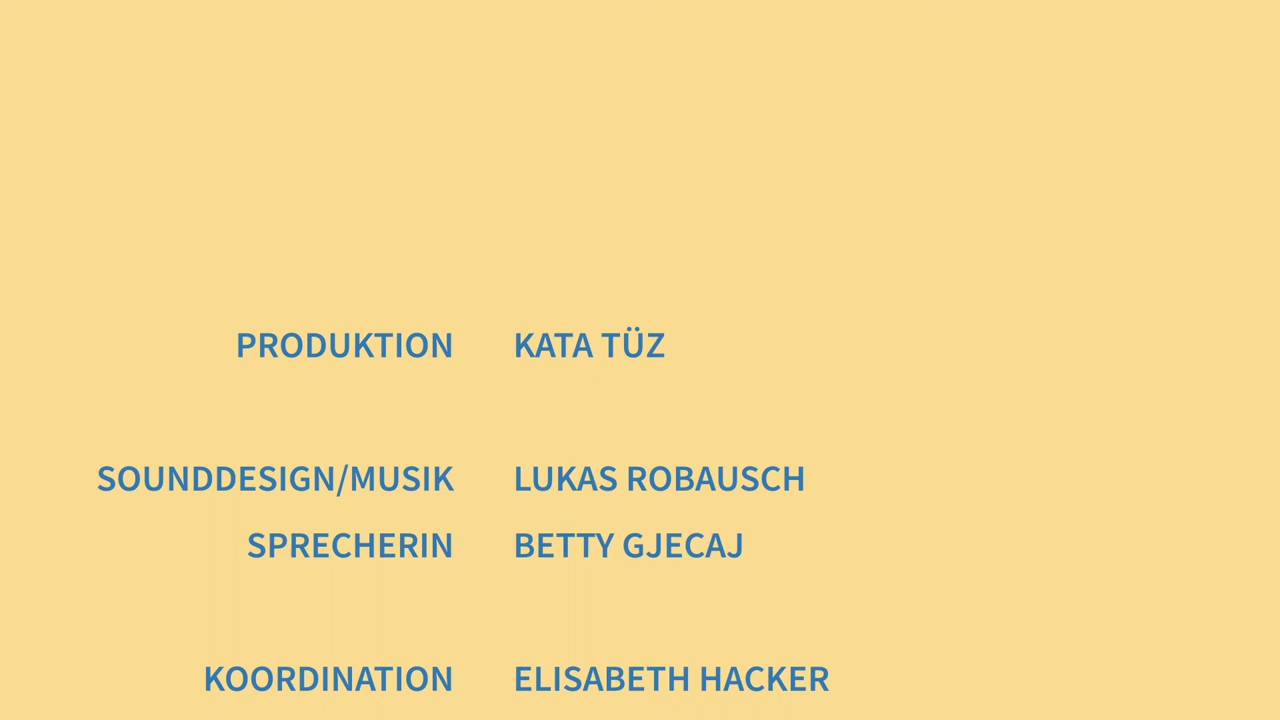 PRODUKTION KATA TÜZ
SOUNDDESIGN/MUSIK LUKAS ROBAUSCH
SPRECHERIN BETTY GJECAJ
KOORDINATION ELISABETH HACKER